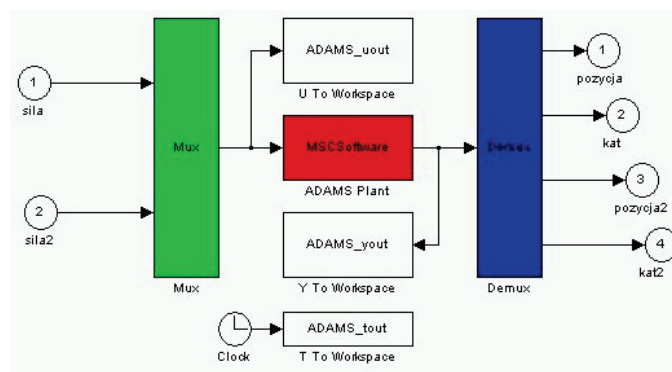 ADAMS_uout
U To Workspace
1
sila
2
sila2
Mux
Mux
MSCSoftware
ADAMS Plant
ADAMS_yout
Y To Workspace
Clock
ADAMS_tout
T To Workspace
Demux
Demux
1
pozycja
2
kat
3
pozycja2
4
kat2